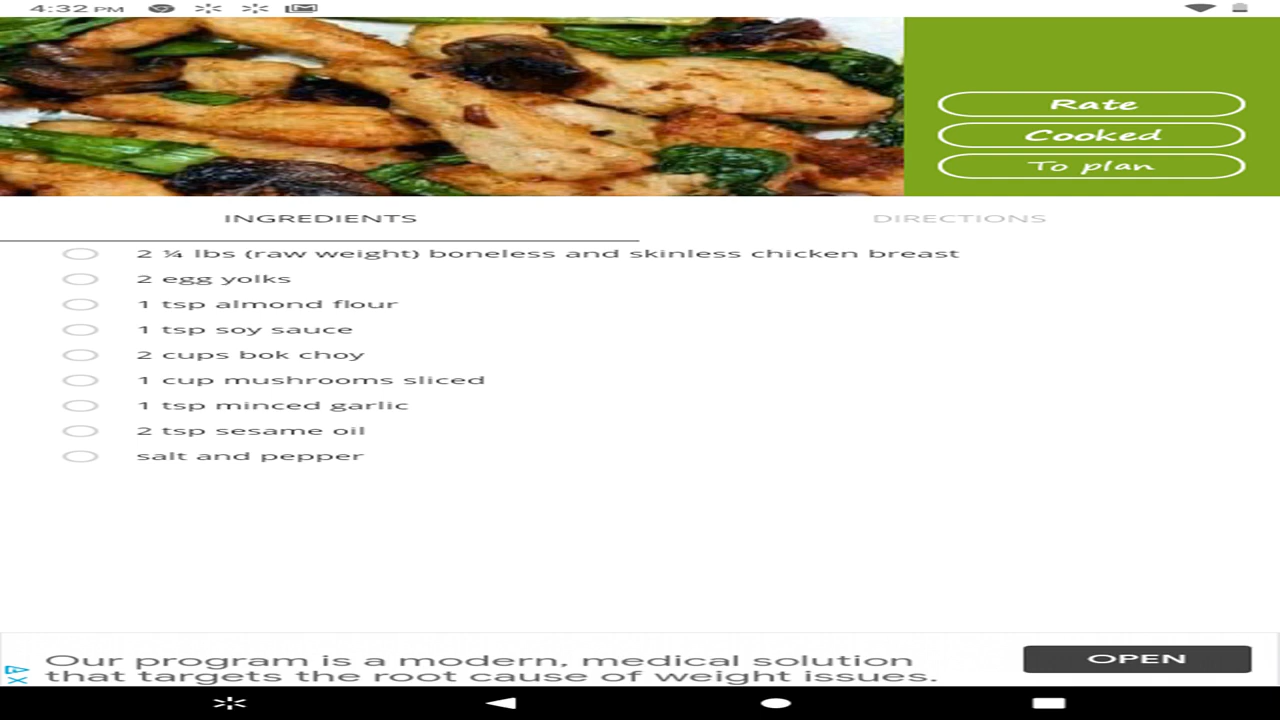 4:32 PM
Rate
Cooked
To plan
INGREDIENTS
DIRECTIONS
2 ¼ lbs (raw weight) boneless and skinless chicken breast
2 egg yolks
1 tsp almond flour
1 tsp soy sauce
2 cups bok choy
1 cup mushrooms sliced
1 tsp minced garlic
2 tsp sesame oil
salt and pepper
Our program is a modern, medical solution
that targets the root cause of weight issues.
OPEN